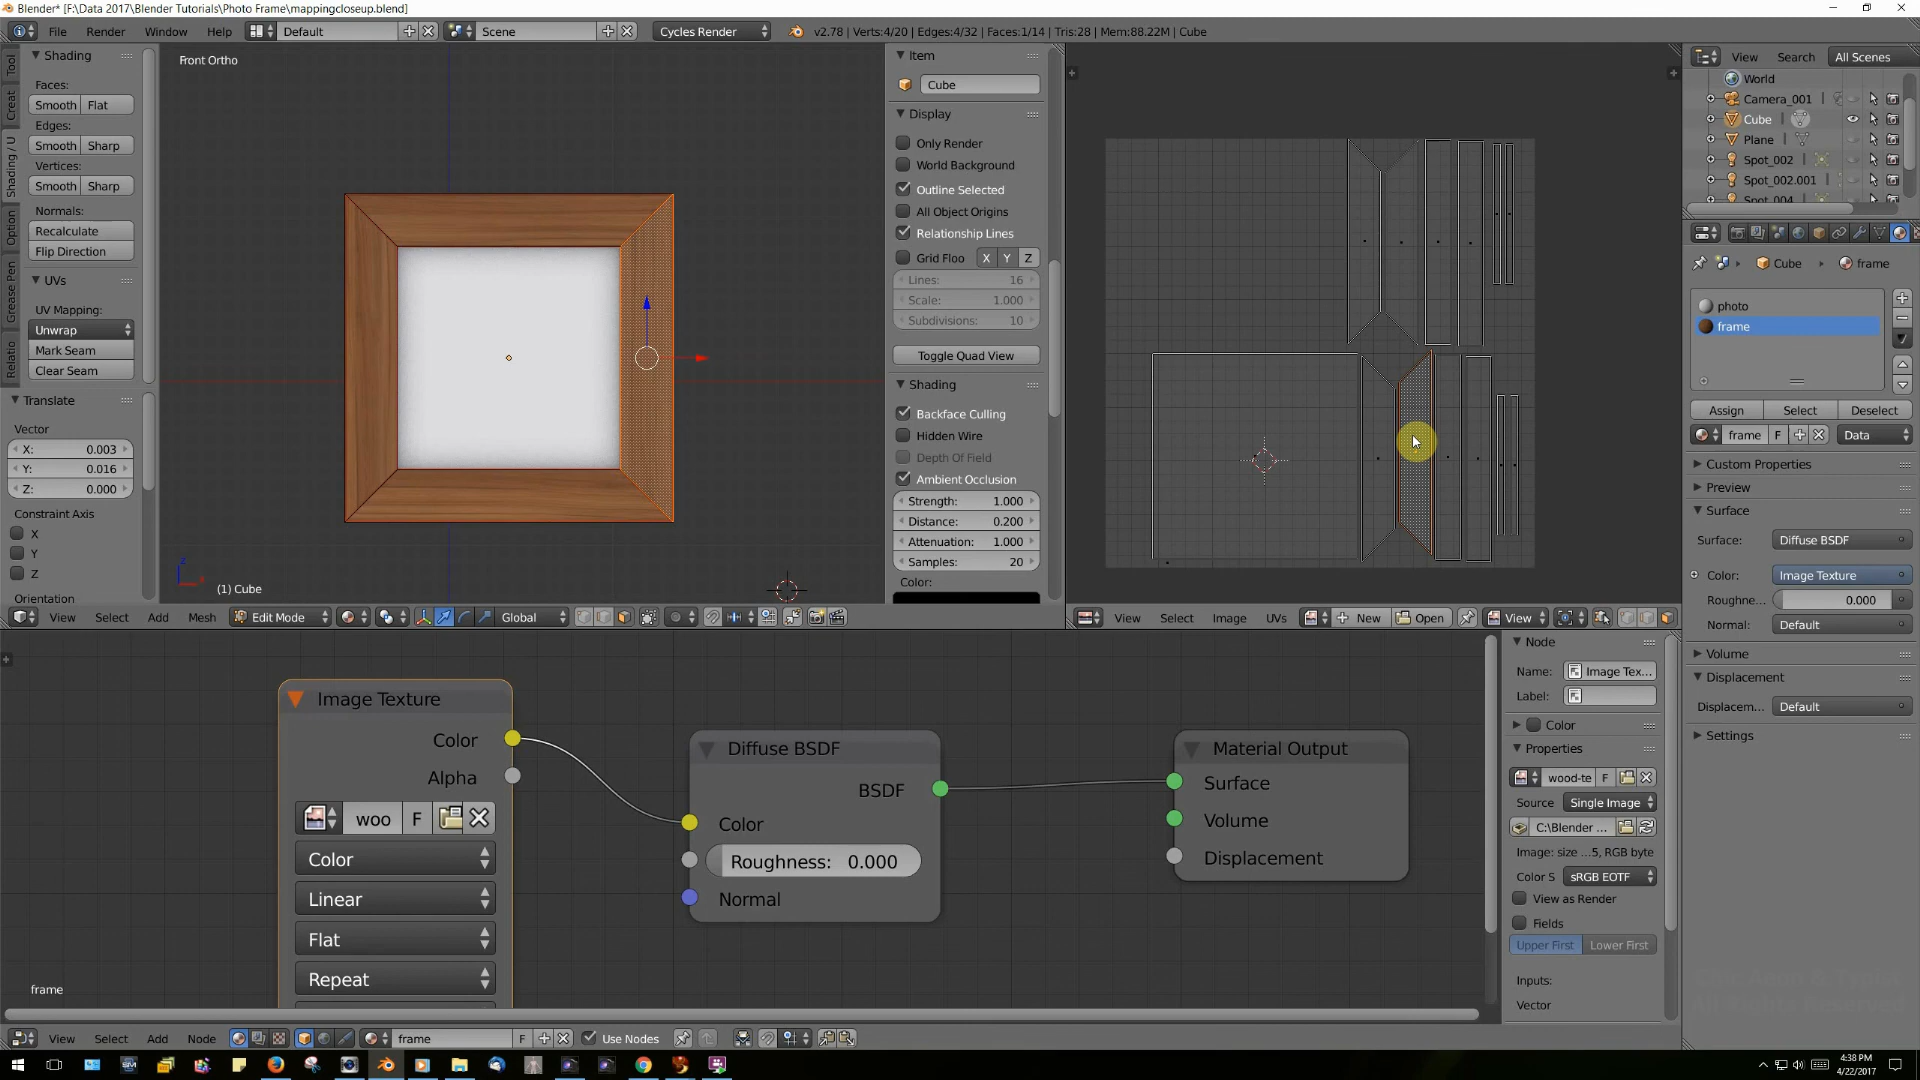 Blender* [F:\Data 2017\Blender Tutorials\Photo Frame\mappingcloseup.blend]
File Render Window Help Default Scene Cycles Render v2.78 | Verts:4/20 | Edges:4/32 | Faces:1/14 | Tris:28 | Mem:88.22M | Cube
Tool
Creat
Shading / U
Option
Grease Pen
Relatio
Shading
Faces:
Smooth Flat
Edges:
Smooth Sharp
Vertices:
Smooth Sharp
Normals:
Recalculate
Flip Direction
UVs
UV Mapping:
Unwrap
Mark Seam
Clear Seam
Translate
Vector
X: 0.003
Y: 0.016
Z: 0.000
Constraint Axis
X
Y
Z
Orientation
Front Ortho
(1) Cube
Item
Cube
Display
Only Render
World Background
Outline Selected
All Object Origins
Relationship Lines
Grid Floo X Y Z
Lines: 16
Scale: 1.000
Subdivisions: 10
Toggle Quad View
Shading
Backface Culling
Hidden Wire
Depth Of Field
Ambient Occlusion
Strength: 1.000
Distance: 0.200
Attenuation: 1.000
Samples: 20
Color:
View Select Add Mesh Edit Mode Global
View Select Image UVs New Open View
View Search All Scenes
World
Camera_001
Cube
Plane
Spot_002
Spot_002.001
Spot_004
Cube frame
photo
frame
Assign Select Deselect
frame F Data
Custom Properties
Preview
Surface
Surface: Diffuse BSDF
Color: Image Texture
Roughne... 0.000
Normal: Default
Volume
Displacement
Displacem... Default
Settings
Image Texture
Color
Alpha
woo F
Color
Linear
Flat
Repeat
Diffuse BSDF
BSDF
Color
Roughness: 0.000
Normal
Material Output
Surface
Volume
Displacement
frame
Node
Name: Image Tex...
Label:
Color
Properties
wood-te F
Source Single Image
C:\Blender ...
Image: size ...5, RGB byte
Color S sRGB EOTF
View as Render
Fields
Upper First Lower First
Inputs:
Vector
View Select Add Node frame F Use Nodes
4:38 PM
4/22/2017